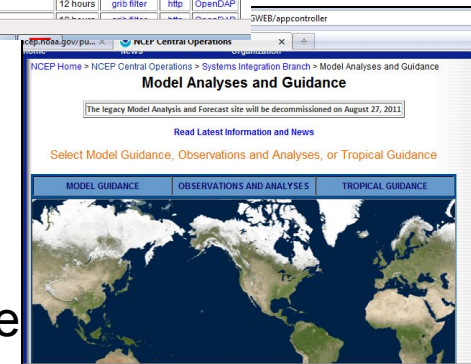 12 hours grib filter http OpenDAP
GWEB/appcontroller
NCEP Central Operations
NCEP Home > NCEP Central Operations > Systems Integration Branch > Model Analyses and Guidance
Model Analyses and Guidance
The legacy Model Analysis and Forecast site will be decommissioned on August 27, 2011
Read Latest Information and News
Select Model Guidance, Observations and Analyses, or Tropical Guidance
MODEL GUIDANCE OBSERVATIONS AND ANALYSES TROPICAL GUIDANCE
e